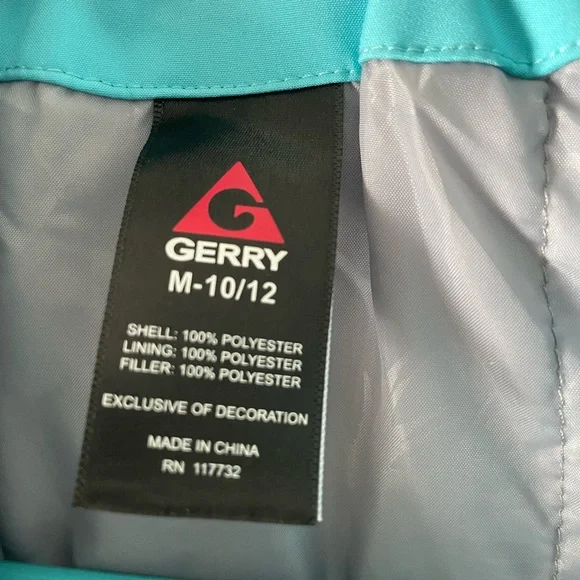 G
GERRY
M-10/12
SHELL: 100% POLYESTER
LINING: 100% POLYESTER
FILLER: 100% POLYESTER
EXCLUSIVE OF DECORATION
MADE IN CHINA
RN 117732